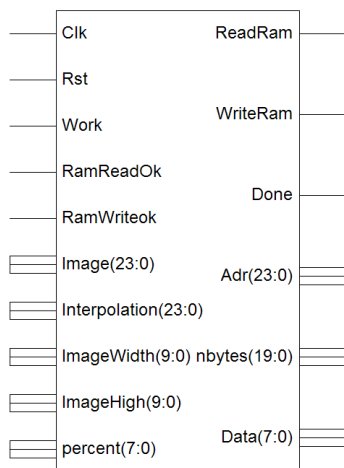 Clk
ReadRam
Rst
WriteRam
Work
RamReadOk
Done
RamWriteok
Image(23:0)
Adr(23:0)
Interpolation(23:0)
ImageWidth(9:0) nbytes(19:0)
ImageHigh(9:0)
Data(7:0)
percent(7:0)